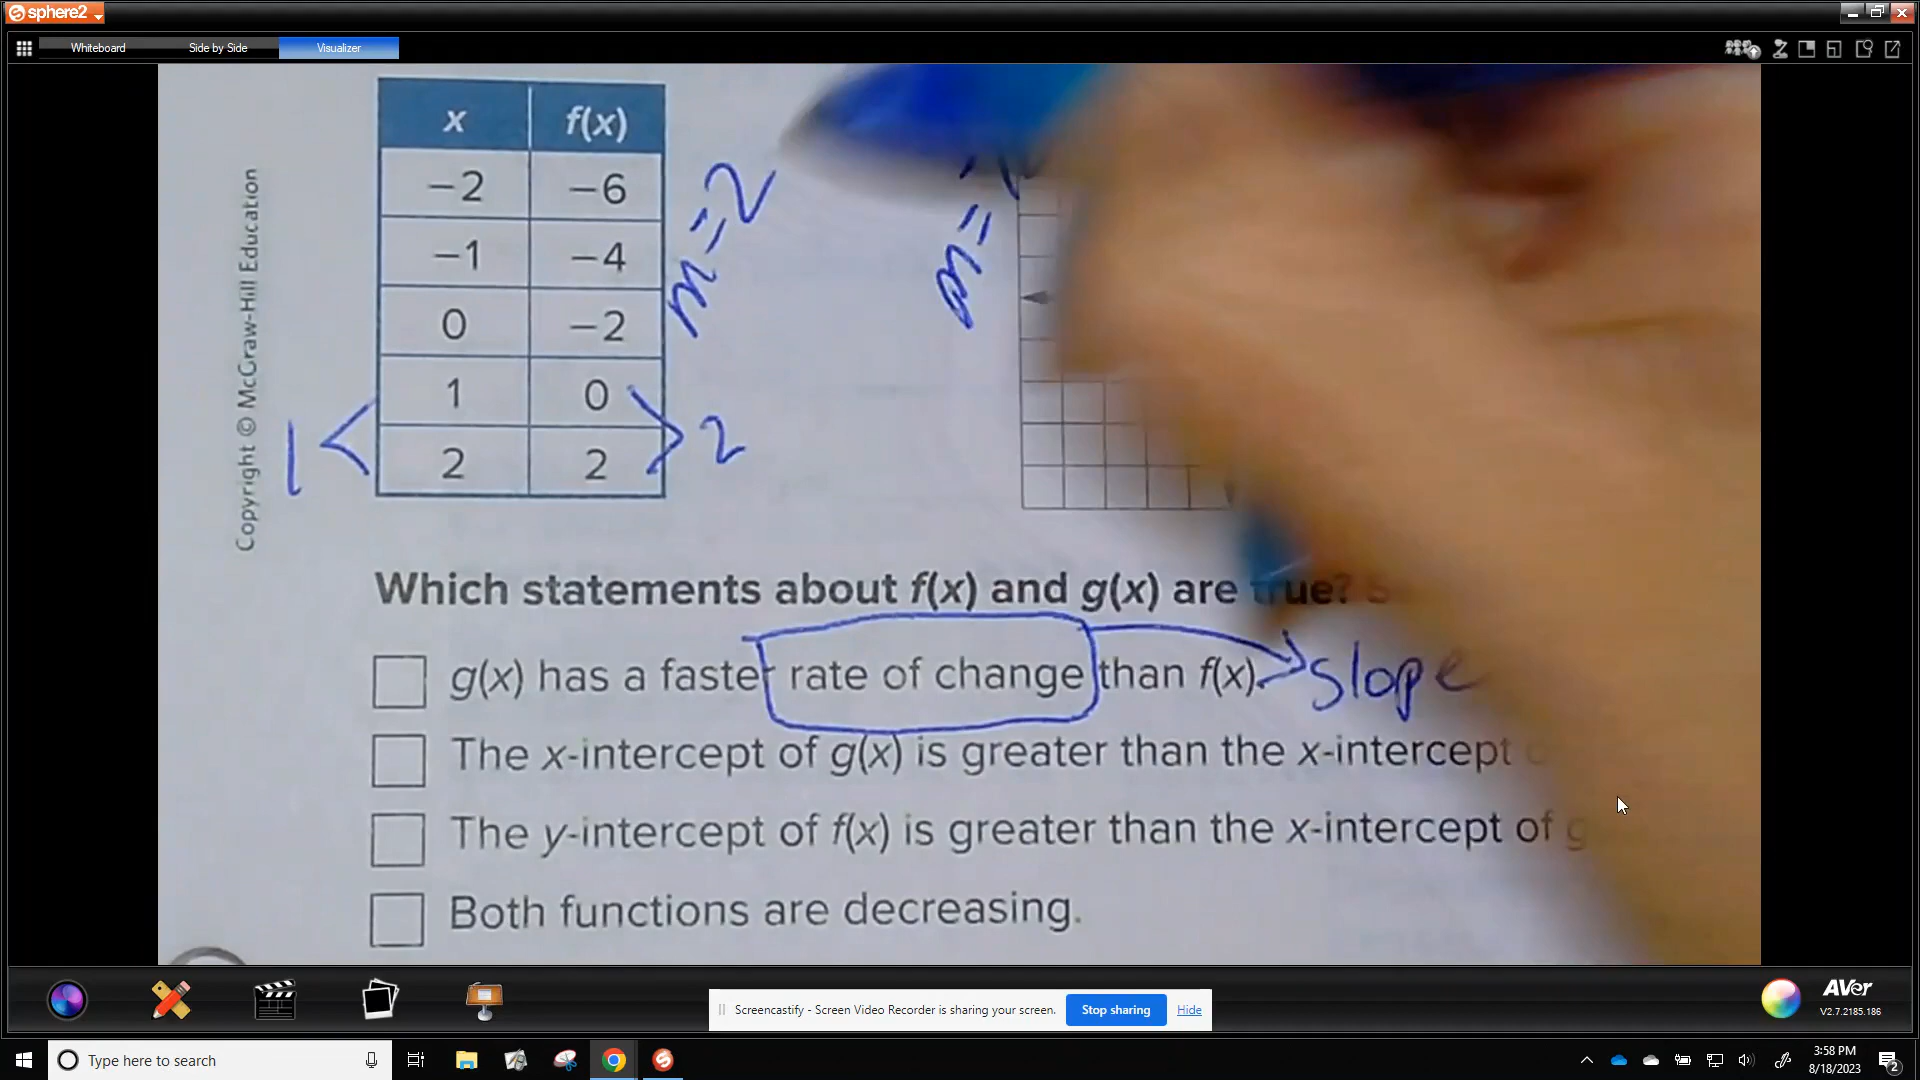 sphere2
Whiteboard
Side by Side
Visualizer
x f(x)
−2 −6
−1 −4
0 −2
1 0
2 2
m=2
m=
1
2
Copyright © McGraw-Hill Education
Which statements about f(x) and g(x) are true?
g(x) has a faster rate of change than f(x).
slope
The x-intercept of g(x) is greater than the x-intercept
The y-intercept of f(x) is greater than the x-intercept of
Both functions are decreasing.
Screencastify - Screen Video Recorder is sharing your screen.
Stop sharing
Hide
AVer
V2.7.2185.186
Type here to search
3:58 PM
8/18/2023
2